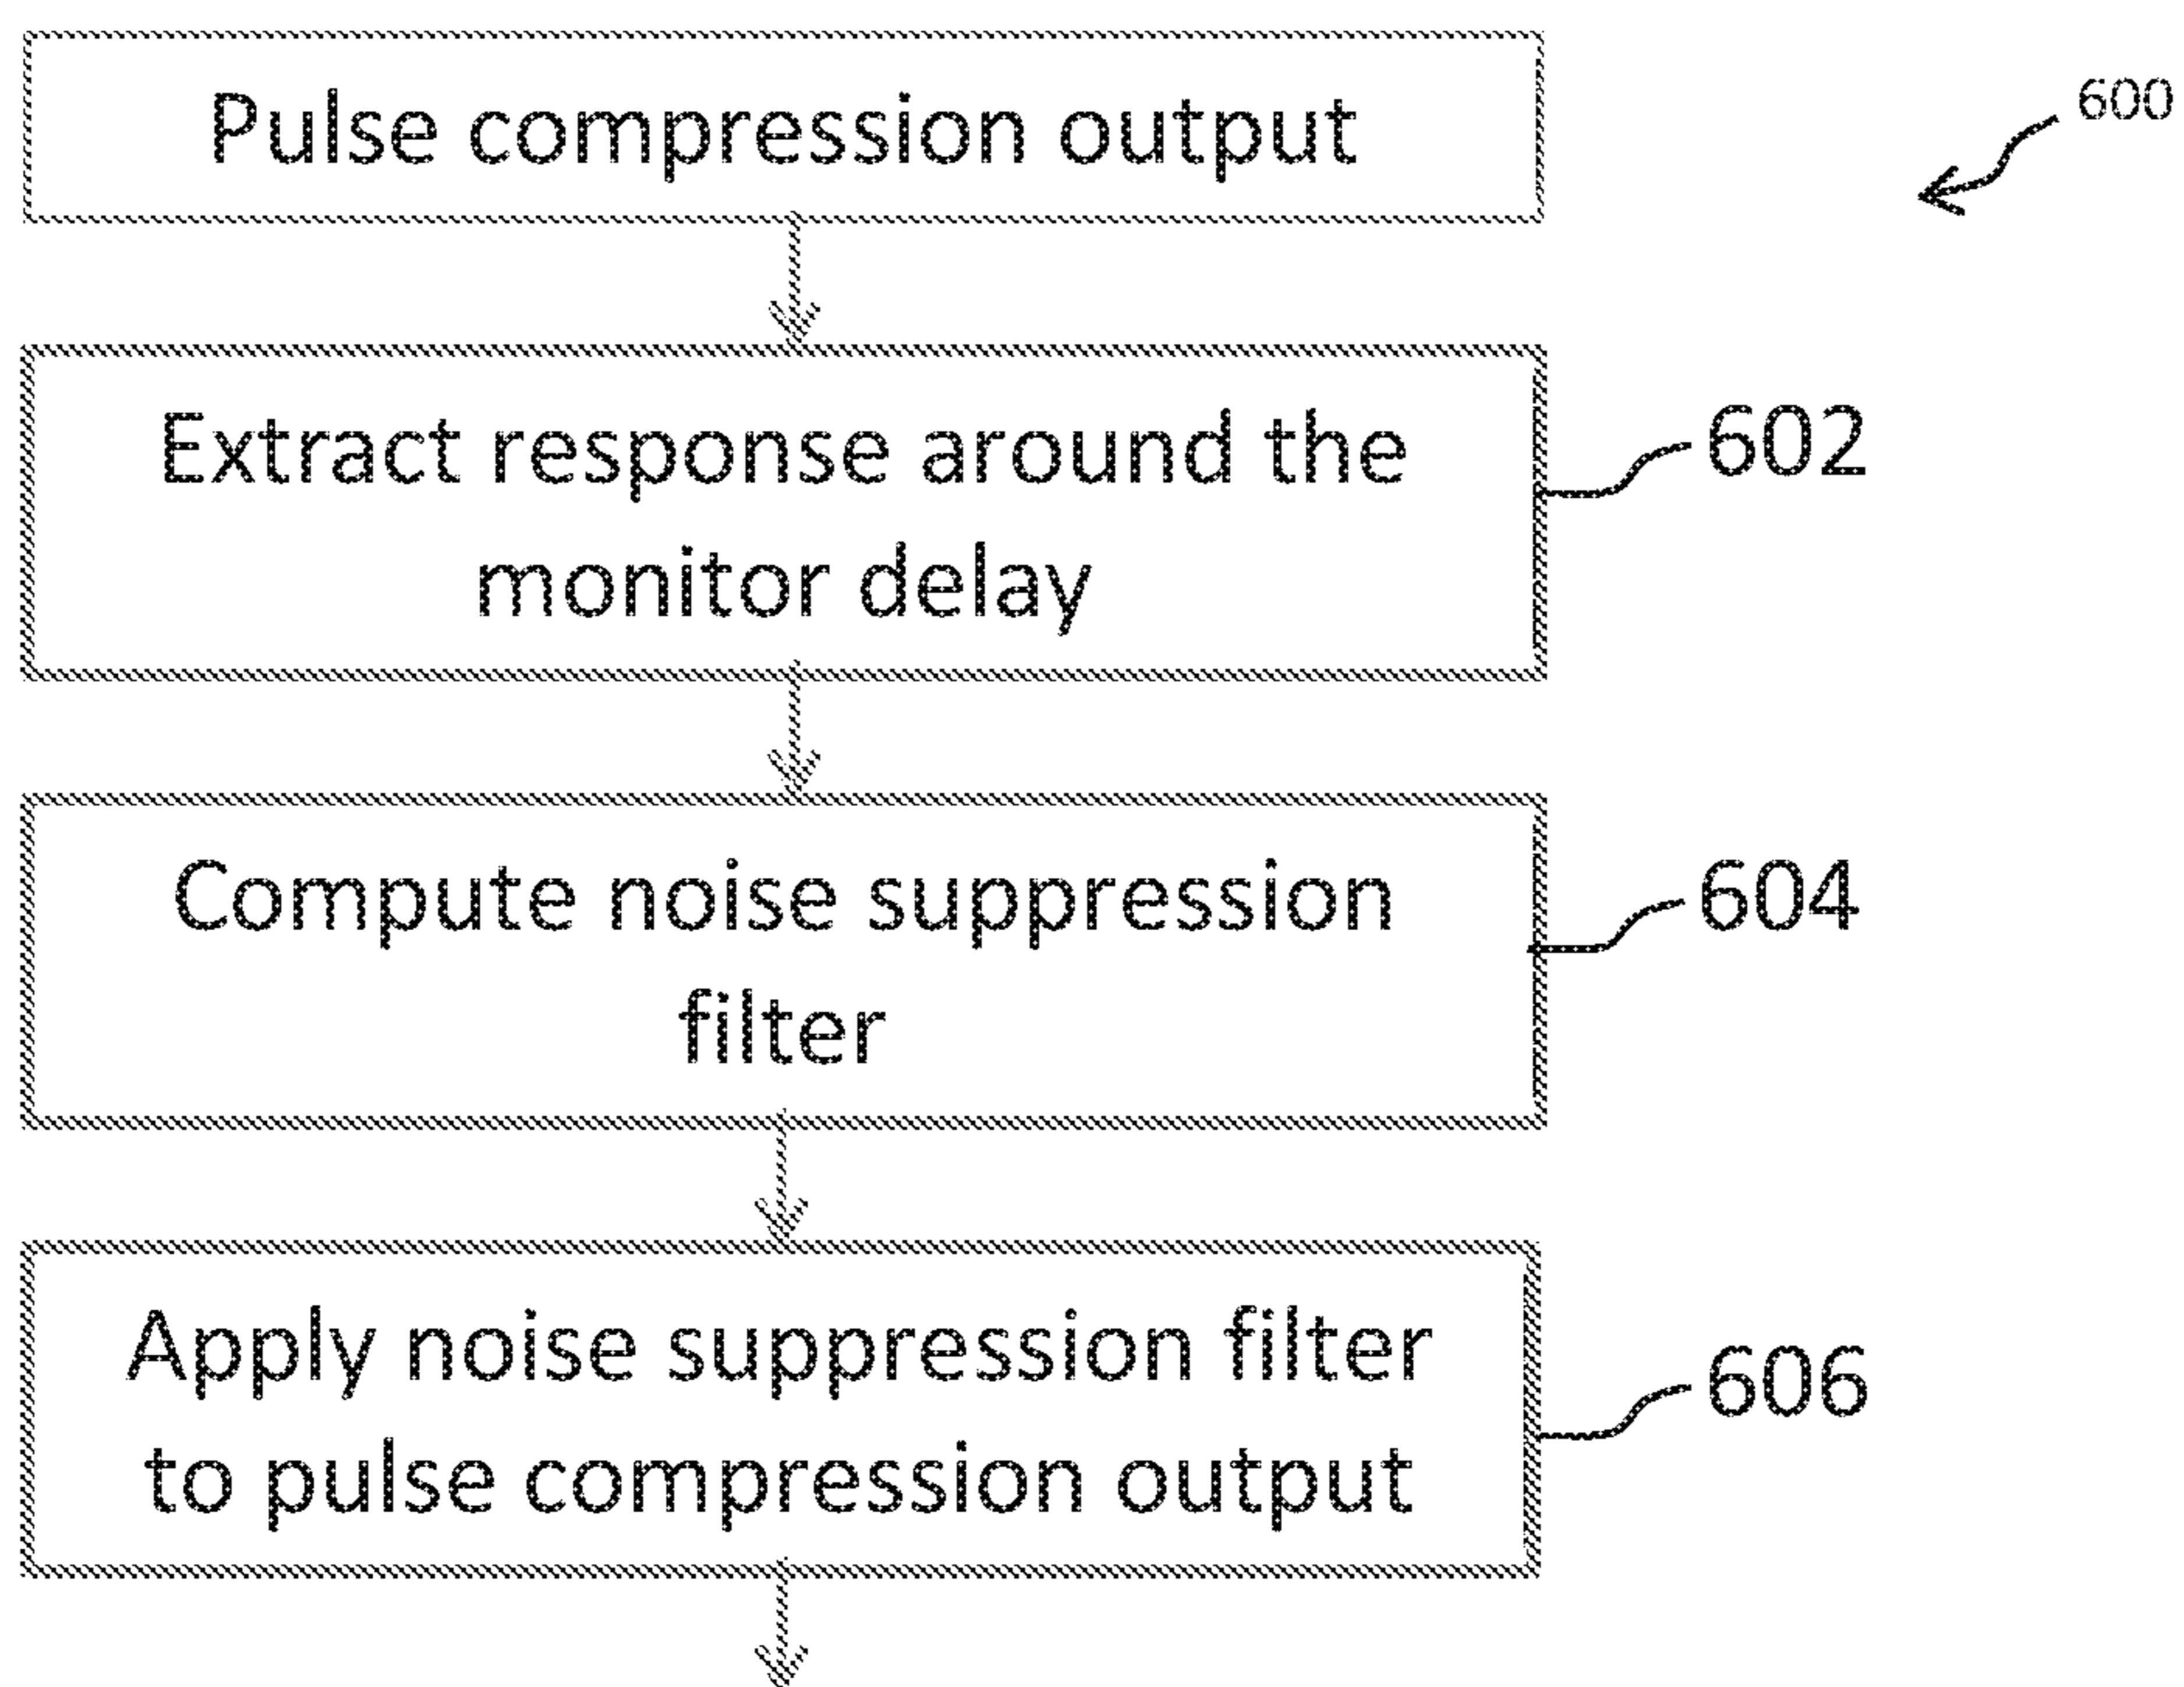 Pulse compression output
600
Extract response around the
monitor delay
602
Compute noise suppression
filter
604
Apply noise suppression filter
to pulse compression output
606